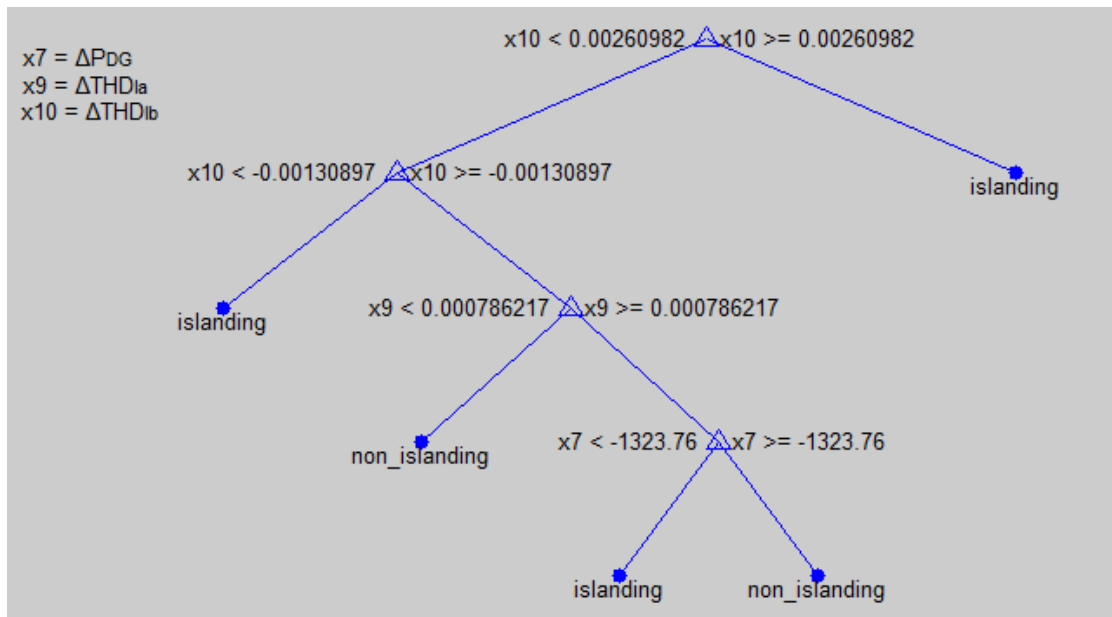 x10 < 0.00260982 x10 >= 0.00260982
x7 = ΔPDG
x9 = ΔTHDIa
x10 = ΔTHDIb
x10 < -0.00130897 x10 >= -0.00130897
islanding
islanding
x9 < 0.000786217 x9 >= 0.000786217
non_islanding
x7 < -1323.76 x7 >= -1323.76
islanding non_islanding